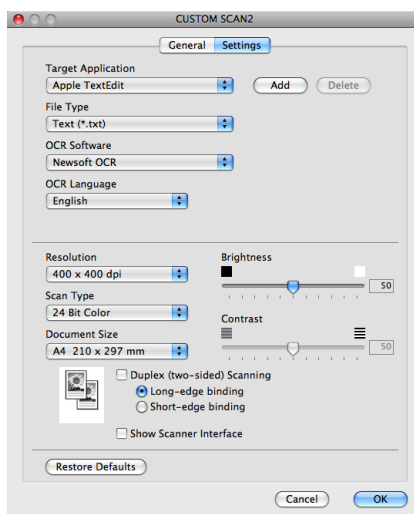 CUSTOM SCAN2
General Settings
Target Application
Apple TextEdit Add Delete
File Type
Text (*.txt)
OCR Software
Newsoft OCR
OCR Language
English
Resolution
400 x 400 dpi
Scan Type
24 Bit Color
Document Size
A4 210 x 297 mm
Brightness
50
Contrast
50
Duplex (two-sided) Scanning
Long-edge binding
Short-edge binding
Show Scanner Interface
Restore Defaults
Cancel OK